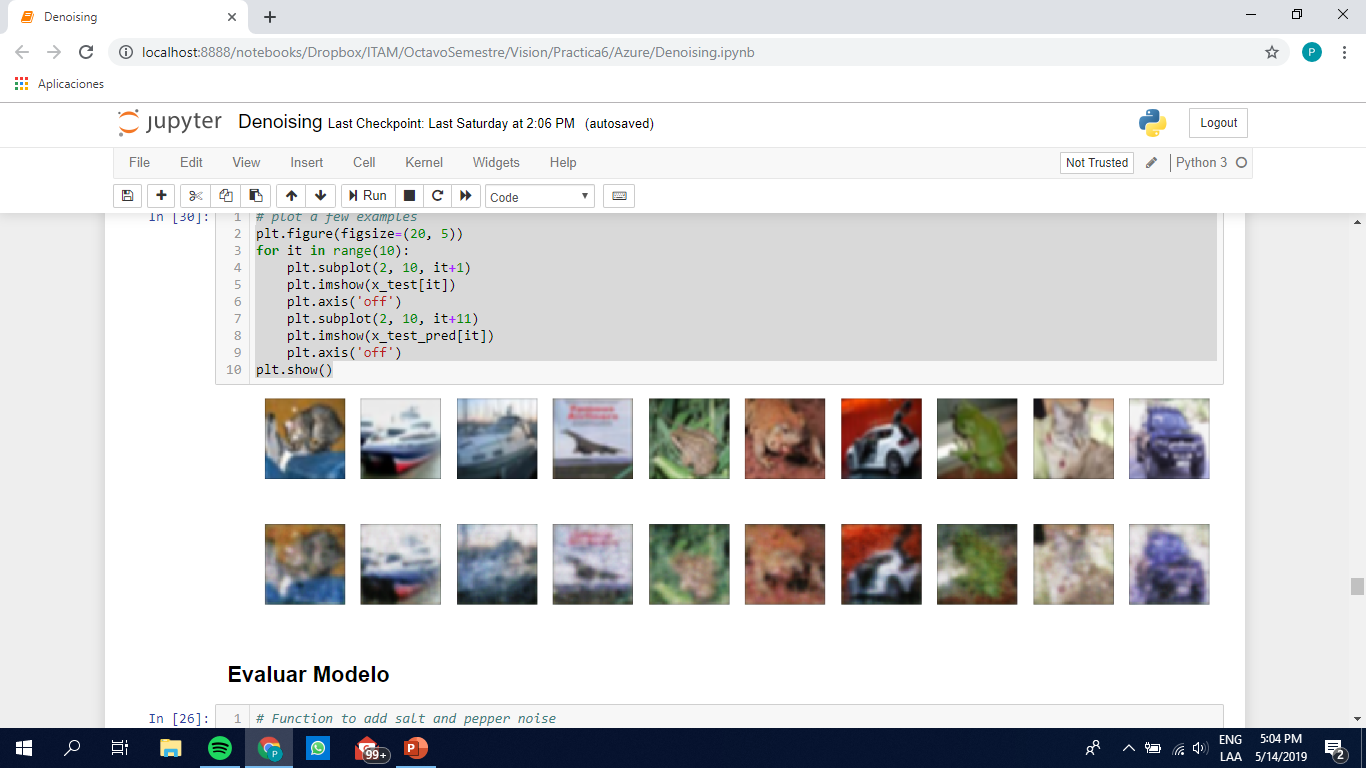 Denoising
localhost:8888/notebooks/Dropbox/ITAM/OctavoSemestre/Vision/Practica6/Azure/Denoising.ipynb
P
Aplicaciones
jupyter Denoising Last Checkpoint: Last Saturday at 2:06 PM (autosaved)
Logout
File Edit View Insert Cell Kernel Widgets Help
Not Trusted
Python 3
Run
Code
In [30]:
1 # plot a few examples
2 plt.figure(figsize=(20, 5))
3 for it in range(10):
4     plt.subplot(2, 10, it+1)
5     plt.imshow(x_test[it])
6     plt.axis('off')
7     plt.subplot(2, 10, it+11)
8     plt.imshow(x_test_pred[it])
9     plt.axis('off')
10 plt.show()
Evaluar Modelo
In [26]:
1 # Function to add salt and pepper noise
P
99+
P
ENG
LAA
5:04 PM
5/14/2019
2